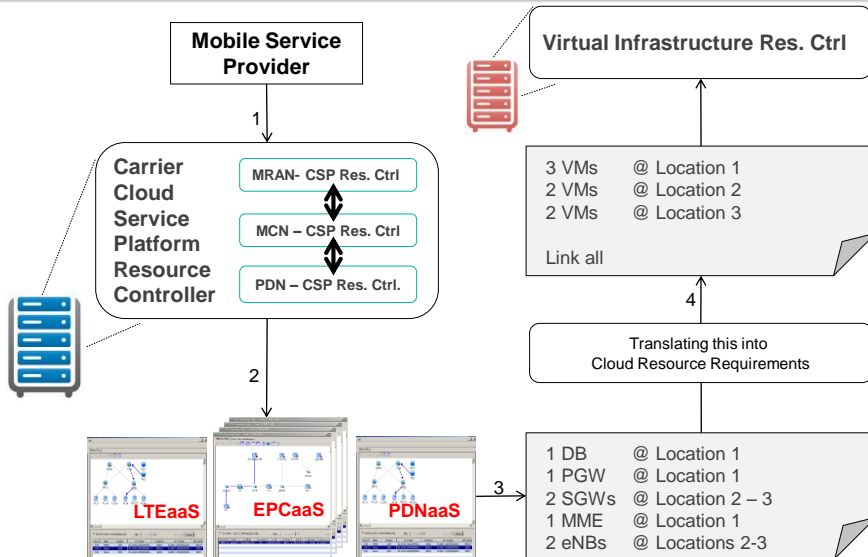 Mobile Service
Provider
1
Carrier
Cloud
Service
Platform
Resource
Controller
MRAN- CSP Res. Ctrl
MCN – CSP Res. Ctrl
PDN – CSP Res. Ctrl.
2
LTEaaS
EPCaaS
PDNaaS
3
1 DB @ Location 1
1 PGW @ Location 1
2 SGWs @ Location 2 – 3
1 MME @ Location 1
2 eNBs @ Locations 2-3
Translating this into
Cloud Resource Requirements
4
3 VMs @ Location 1
2 VMs @ Location 2
2 VMs @ Location 3
Link all
Virtual Infrastructure Res. Ctrl